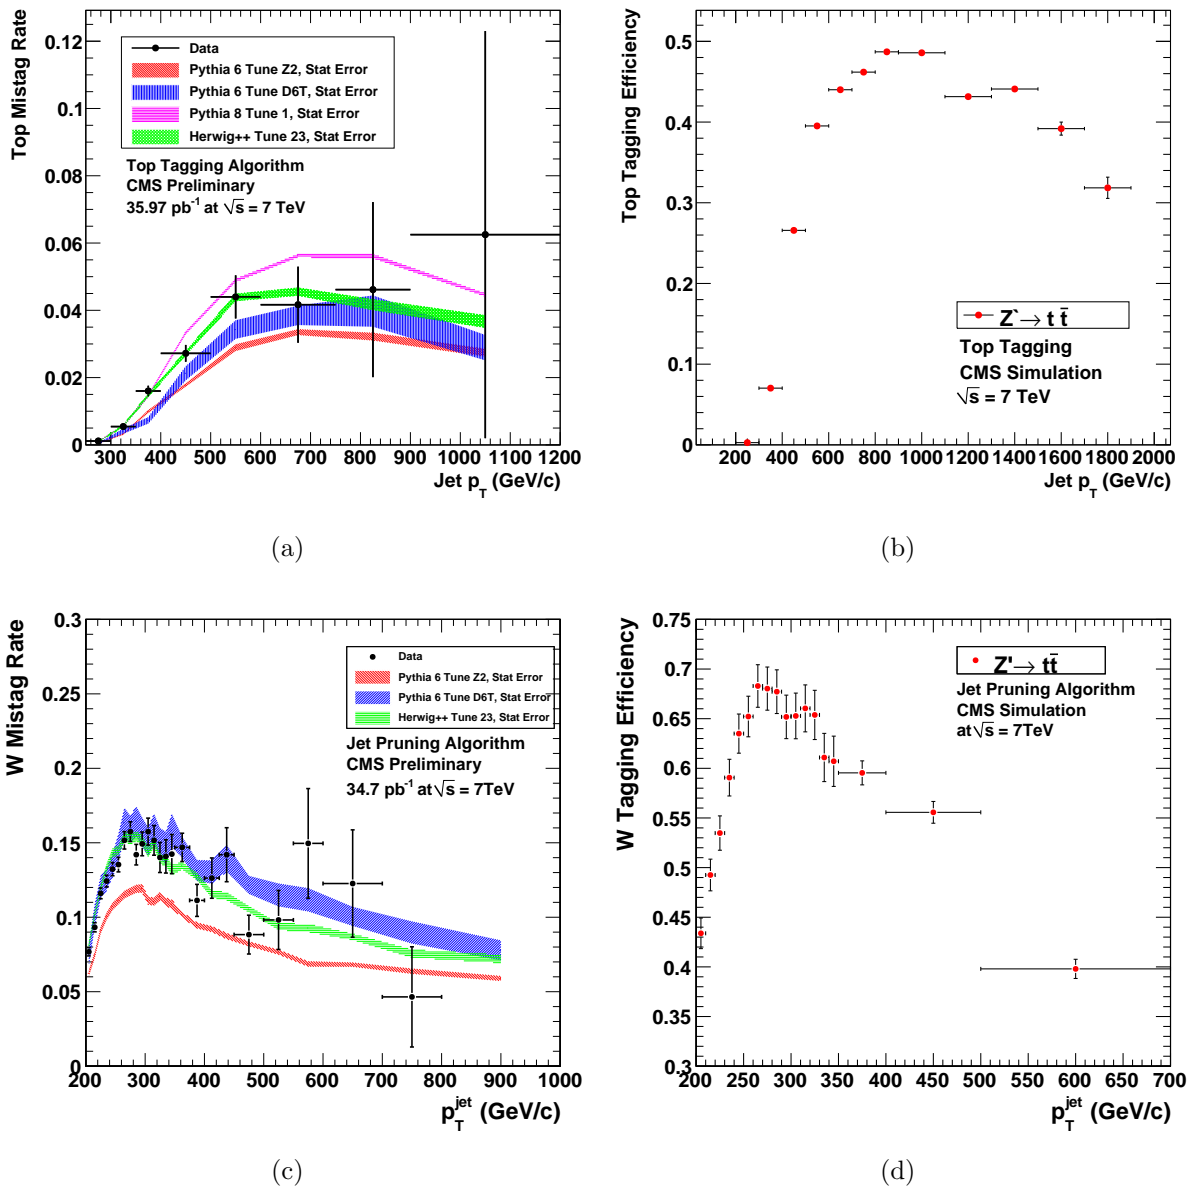 Top Mistag Rate
0.12
0.1
0.08
0.06
0.04
0.02
0
Data
Pythia 6 Tune Z2, Stat Error
Pythia 6 Tune D6T, Stat Error
Pythia 8 Tune 1, Stat Error
Herwig++ Tune 23, Stat Error
Top Tagging Algorithm
CMS Preliminary
35.97 pb⁻¹ at √s = 7 TeV
300 400 500 600 700 800 900 1000 1100 1200
Jet p_T (GeV/c)
(a)
Top Tagging Efficiency
0.5
0.4
0.3
0.2
0.1
0
Z` → t t̄
Top Tagging
CMS Simulation
√s = 7 TeV
200 400 600 800 1000 1200 1400 1600 1800 2000
Jet p_T (GeV/c)
(b)
W Mistag Rate
0.3
0.25
0.2
0.15
0.1
0.05
0
Data
Pythia 6 Tune Z2, Stat Error
Pythia 6 Tune D6T, Stat Error
Herwig++ Tune 23, Stat Error
Jet Pruning Algorithm
CMS Preliminary
34.7 pb⁻¹ at √s = 7TeV
200 300 400 500 600 700 800 900 1000
p_T^jet (GeV/c)
(c)
W Tagging Efficiency
0.75
0.7
0.65
0.6
0.55
0.5
0.45
0.4
0.35
0.3
Z' → tt̄
Jet Pruning Algorithm
CMS Simulation
at √s = 7TeV
200 250 300 350 400 450 500 550 600 650 700
p_T^jet (GeV/c)
(d)